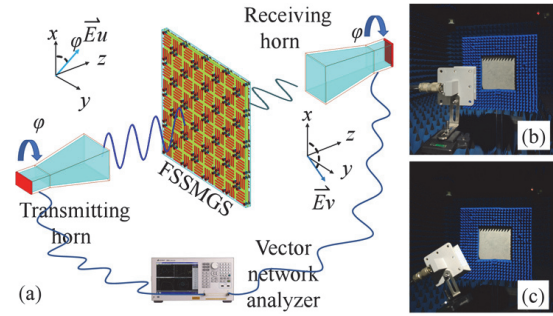 x
φ
Eu
z
y
Receiving
horn
φ
φ
Transmitting
horn
FSSMGS
x
z
y
Ev
Vector
network
analyzer
(a)
(b)
(c)